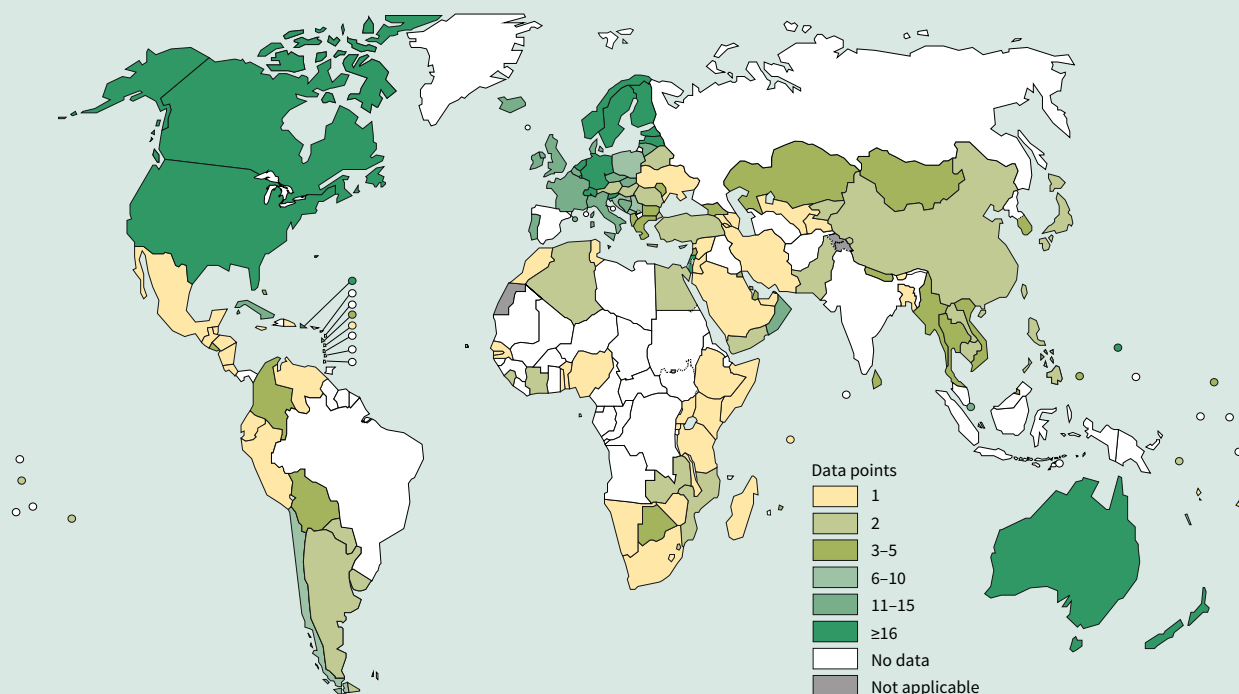 Data points
1
2
3–5
6–10
11–15
≥16
No data
Not applicable